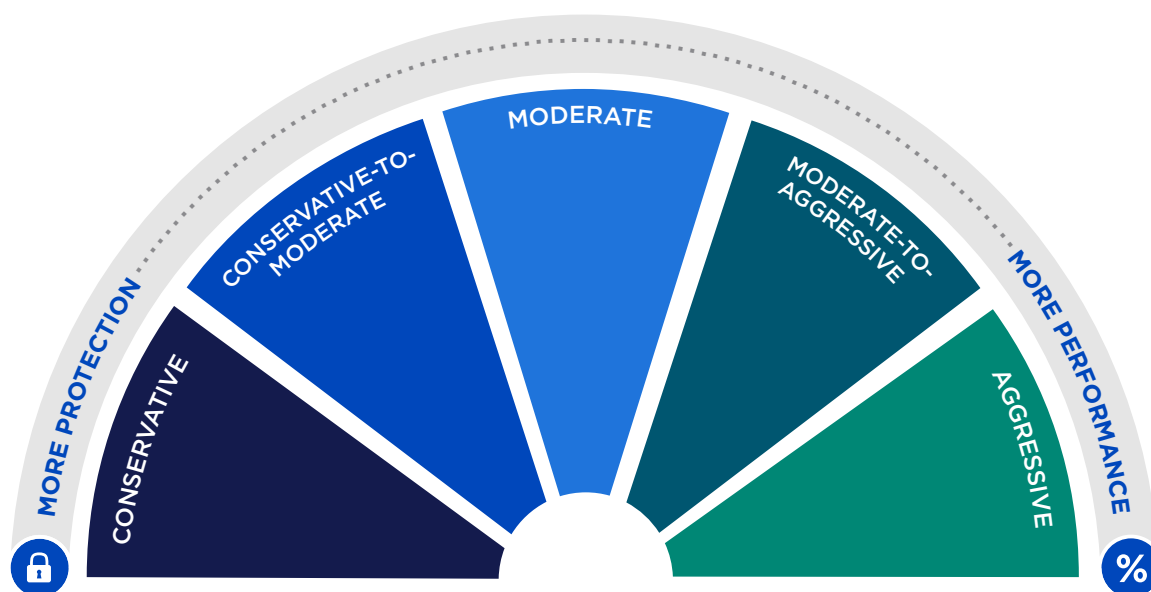 MORE PROTECTION
CONSERVATIVE
CONSERVATIVE-TO-
MODERATE
MODERATE
MODERATE-TO-
AGGRESSIVE
AGGRESSIVE
MORE PERFORMANCE
%